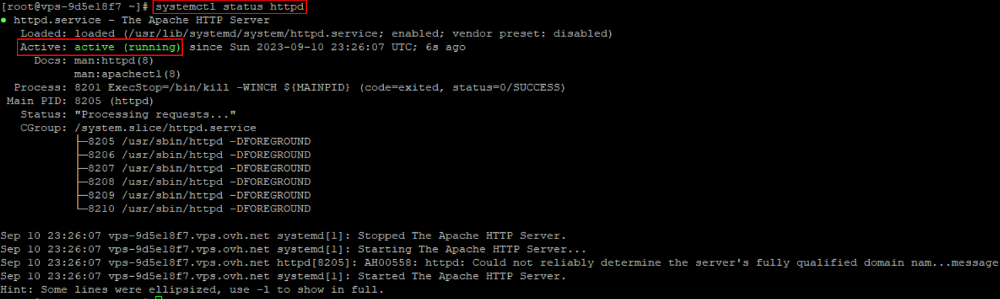 [root@vps-9d5e18f7 ~]# systemctl status httpd
● httpd.service - The Apache HTTP Server
   Loaded: loaded (/usr/lib/systemd/system/httpd.service; enabled; vendor preset: disabled)
   Active: active (running) since Sun 2023-09-10 23:26:07 UTC; 6s ago
     Docs: man:httpd(8)
           man:apachectl(8)
  Process: 8201 ExecStop=/bin/kill -WINCH ${MAINPID} (code=exited, status=0/SUCCESS)
 Main PID: 8205 (httpd)
   Status: "Processing requests..."
   CGroup: /system.slice/httpd.service
           ├─8205 /usr/sbin/httpd -DFOREGROUND
           ├─8206 /usr/sbin/httpd -DFOREGROUND
           ├─8207 /usr/sbin/httpd -DFOREGROUND
           ├─8208 /usr/sbin/httpd -DFOREGROUND
           ├─8209 /usr/sbin/httpd -DFOREGROUND
           └─8210 /usr/sbin/httpd -DFOREGROUND
Sep 10 23:26:07 vps-9d5e18f7.vps.ovh.net systemd[1]: Stopped The Apache HTTP Server.
Sep 10 23:26:07 vps-9d5e18f7.vps.ovh.net systemd[1]: Starting The Apache HTTP Server...
Sep 10 23:26:07 vps-9d5e18f7.vps.ovh.net httpd[8205]: AH00558: httpd: Could not reliably determine the server's fully qualified domain nam...message
Sep 10 23:26:07 vps-9d5e18f7.vps.ovh.net systemd[1]: Started The Apache HTTP Server.
Hint: Some lines were ellipsized, use -l to show in full.